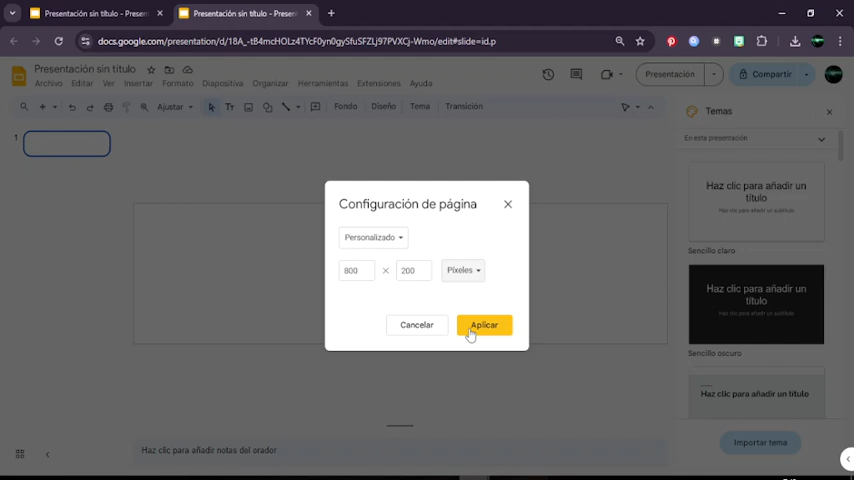 Presentación sin título - Presen
Presentación sin título - Presen
docs.google.com/presentation/d/18A_-tB4mcHOLz4TYcF0yn0gySfuSFZLj97PVXCj-Wmo/edit#slide=id.p
Presentación sin título
Archivo Editar Ver Insertar Formato Diapositiva Organizar Herramientas Extensiones Ayuda
Presentación
Compartir
Ajustar
Fondo Diseño Tema Transición
Temas
1
En esta presentación
Haz clic para añadir un
título
Haz clic para añadir un subtítulo
Sencillo claro
Haz clic para añadir un
título
Haz clic para añadir un subtítulo
Sencillo oscuro
Haz clic para añadir un título
Importar tema
Configuración de página
Personalizado
800 × 200 Píxeles
Cancelar Aplicar
Haz clic para añadir notas del orador